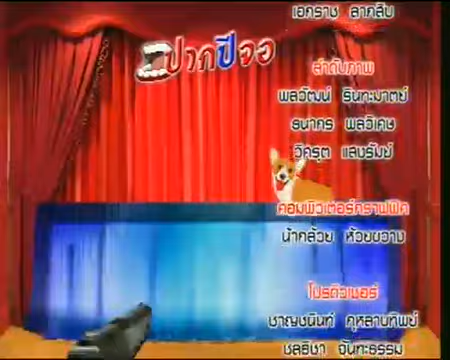 เอกราช ลาภสิบ
ปากปีจอ
ลำดับภาพ
พลวัฒน์ รินทะมาตย์
ธนากร พลวิเศษ
วิศรุต แสงรัมย์
คอมพิวเตอร์กราฟฟิค
น้ากล้วย ห้วยขวาง
โปรดิวเซอร์
ชาญชนินท์ กุหลาบทิพย์
ชลธิชา จันทะธรรม